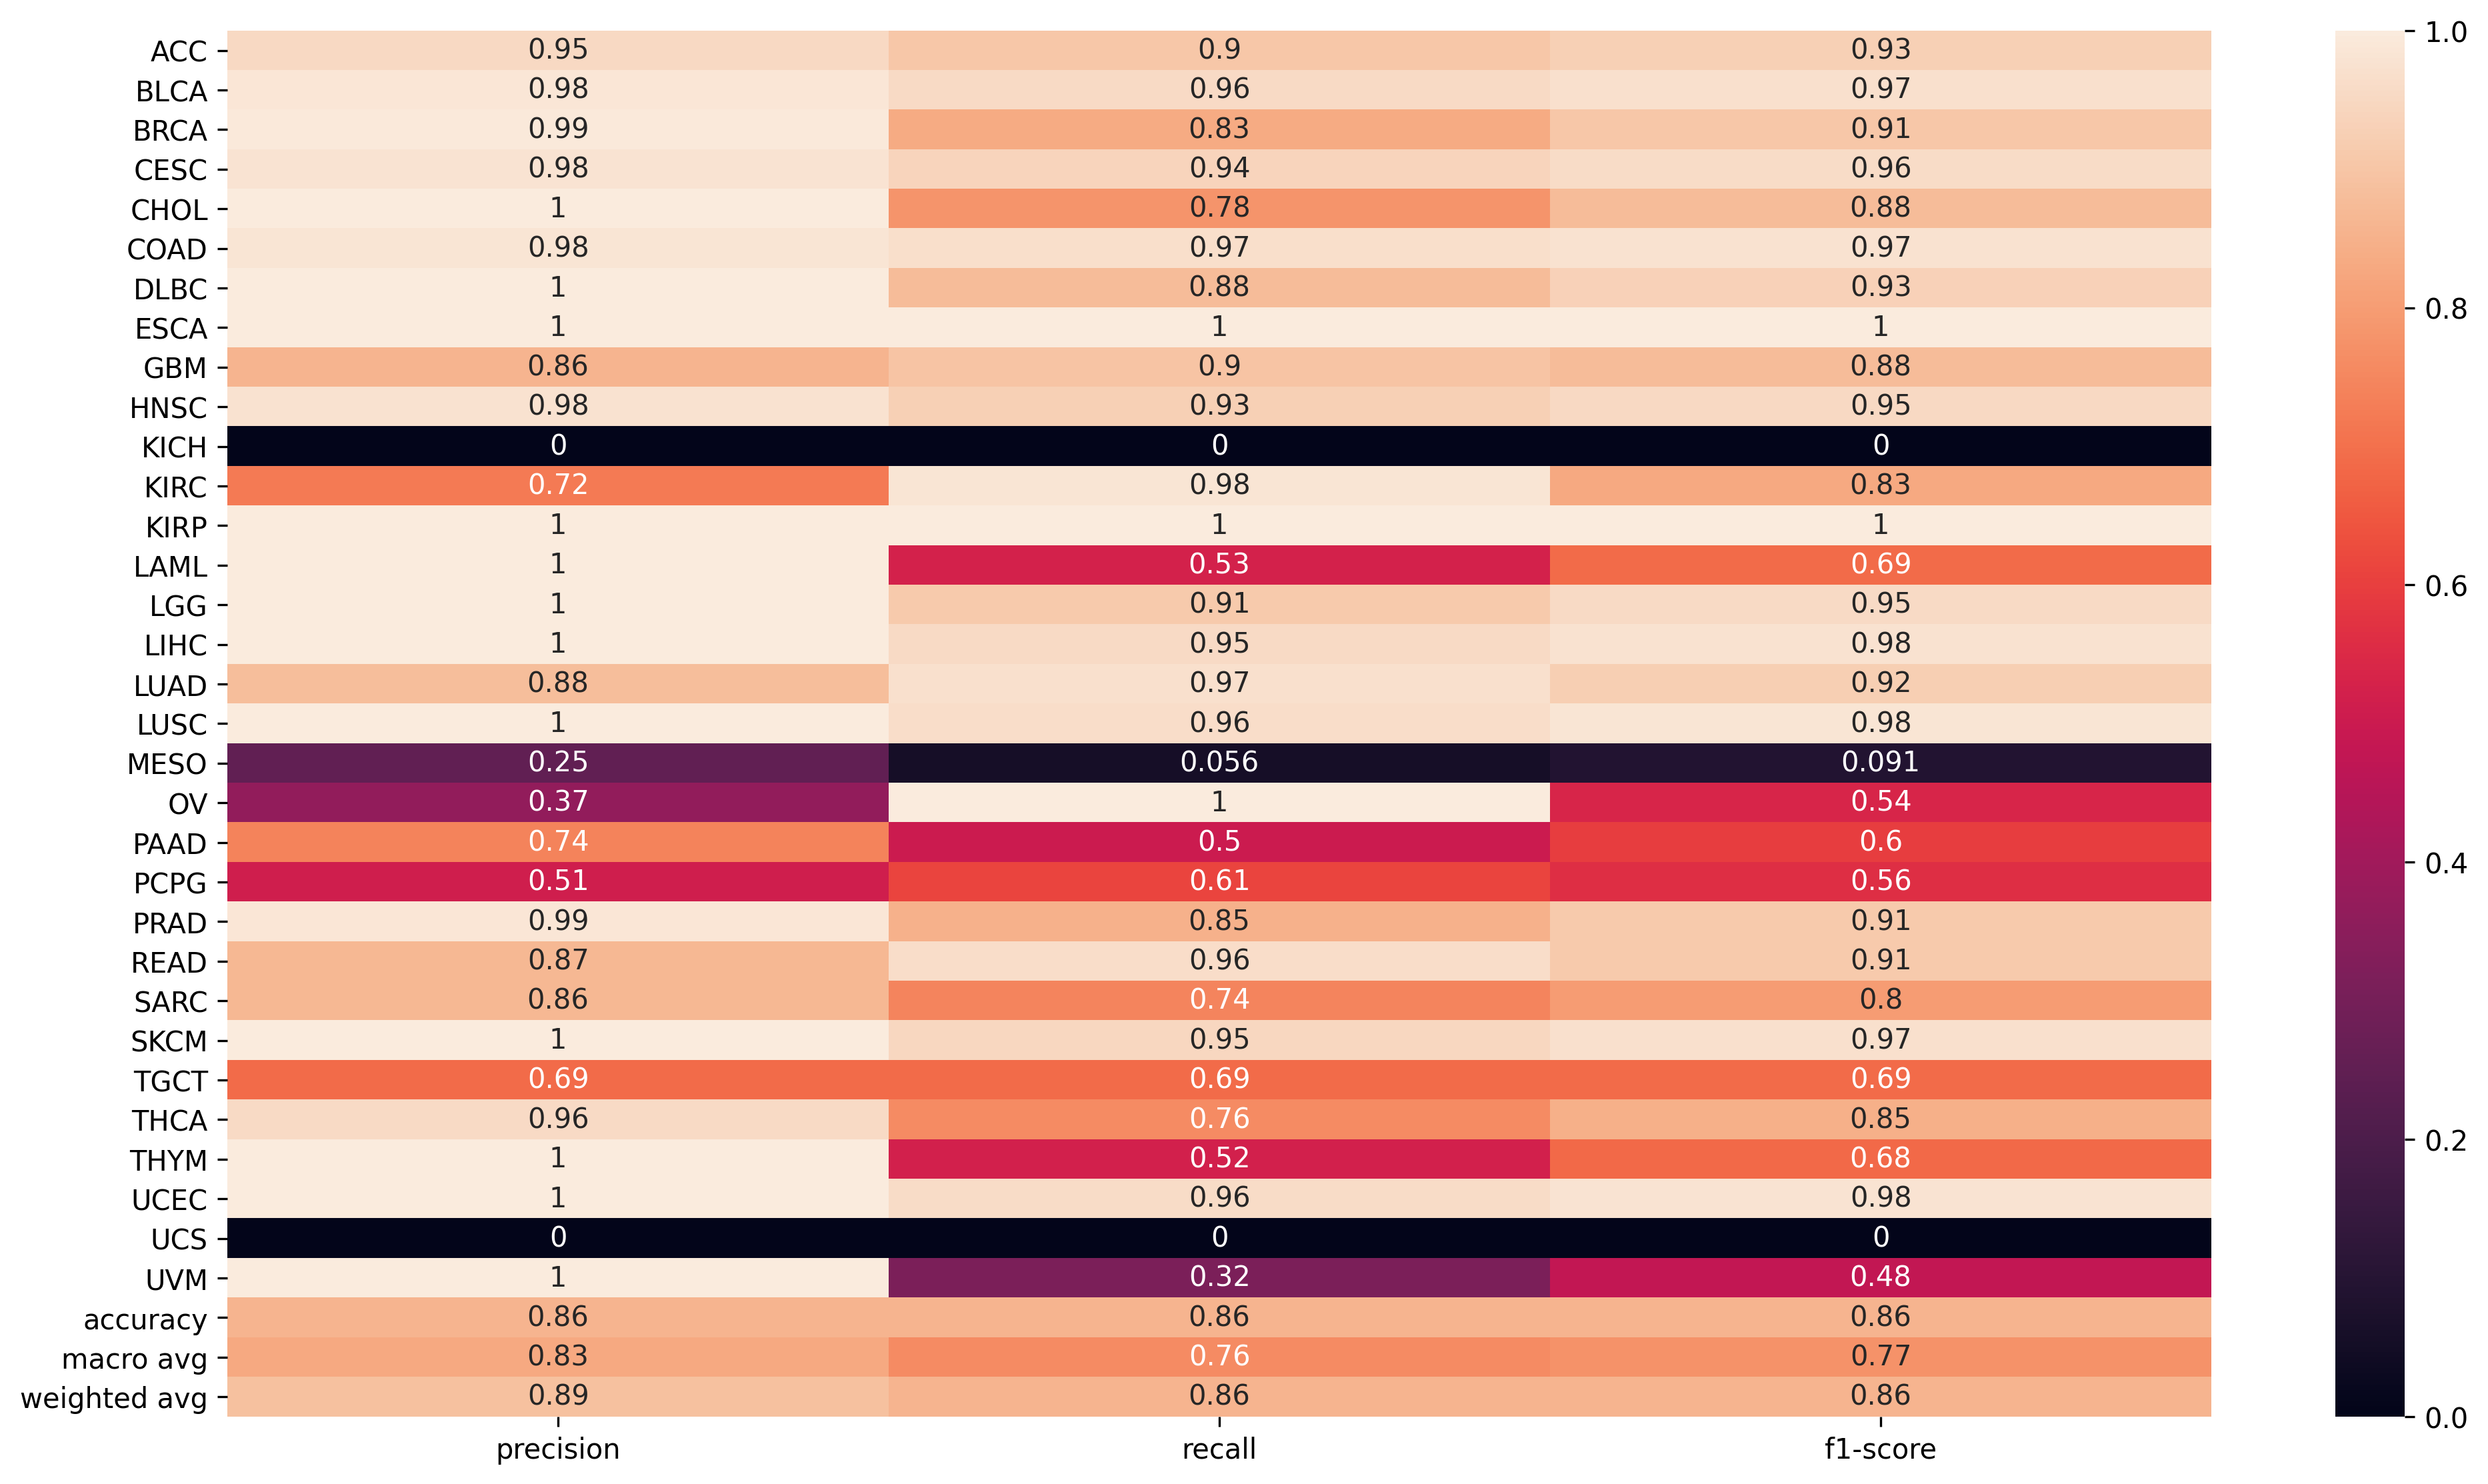 ACC 0.95 0.9 0.93
BLCA 0.98 0.96 0.97
BRCA 0.99 0.83 0.91
CESC 0.98 0.94 0.96
CHOL 1 0.78 0.88
COAD 0.98 0.97 0.97
DLBC 1 0.88 0.93
ESCA 1 1 1
GBM 0.86 0.9 0.88
HNSC 0.98 0.93 0.95
KICH 0 0 0
KIRC 0.72 0.98 0.83
KIRP 1 1 1
LAML 1 0.53 0.69
LGG 1 0.91 0.95
LIHC 1 0.95 0.98
LUAD 0.88 0.97 0.92
LUSC 1 0.96 0.98
MESO 0.25 0.056 0.091
OV 0.37 1 0.54
PAAD 0.74 0.5 0.6
PCPG 0.51 0.61 0.56
PRAD 0.99 0.85 0.91
READ 0.87 0.96 0.91
SARC 0.86 0.74 0.8
SKCM 1 0.95 0.97
TGCT 0.69 0.69 0.69
THCA 0.96 0.76 0.85
THYM 1 0.52 0.68
UCEC 1 0.96 0.98
UCS 0 0 0
UVM 1 0.32 0.48
accuracy 0.86 0.86 0.86
macro avg 0.83 0.76 0.77
weighted avg 0.89 0.86 0.86
precision recall f1-score
1.0
0.8
0.6
0.4
0.2
0.0